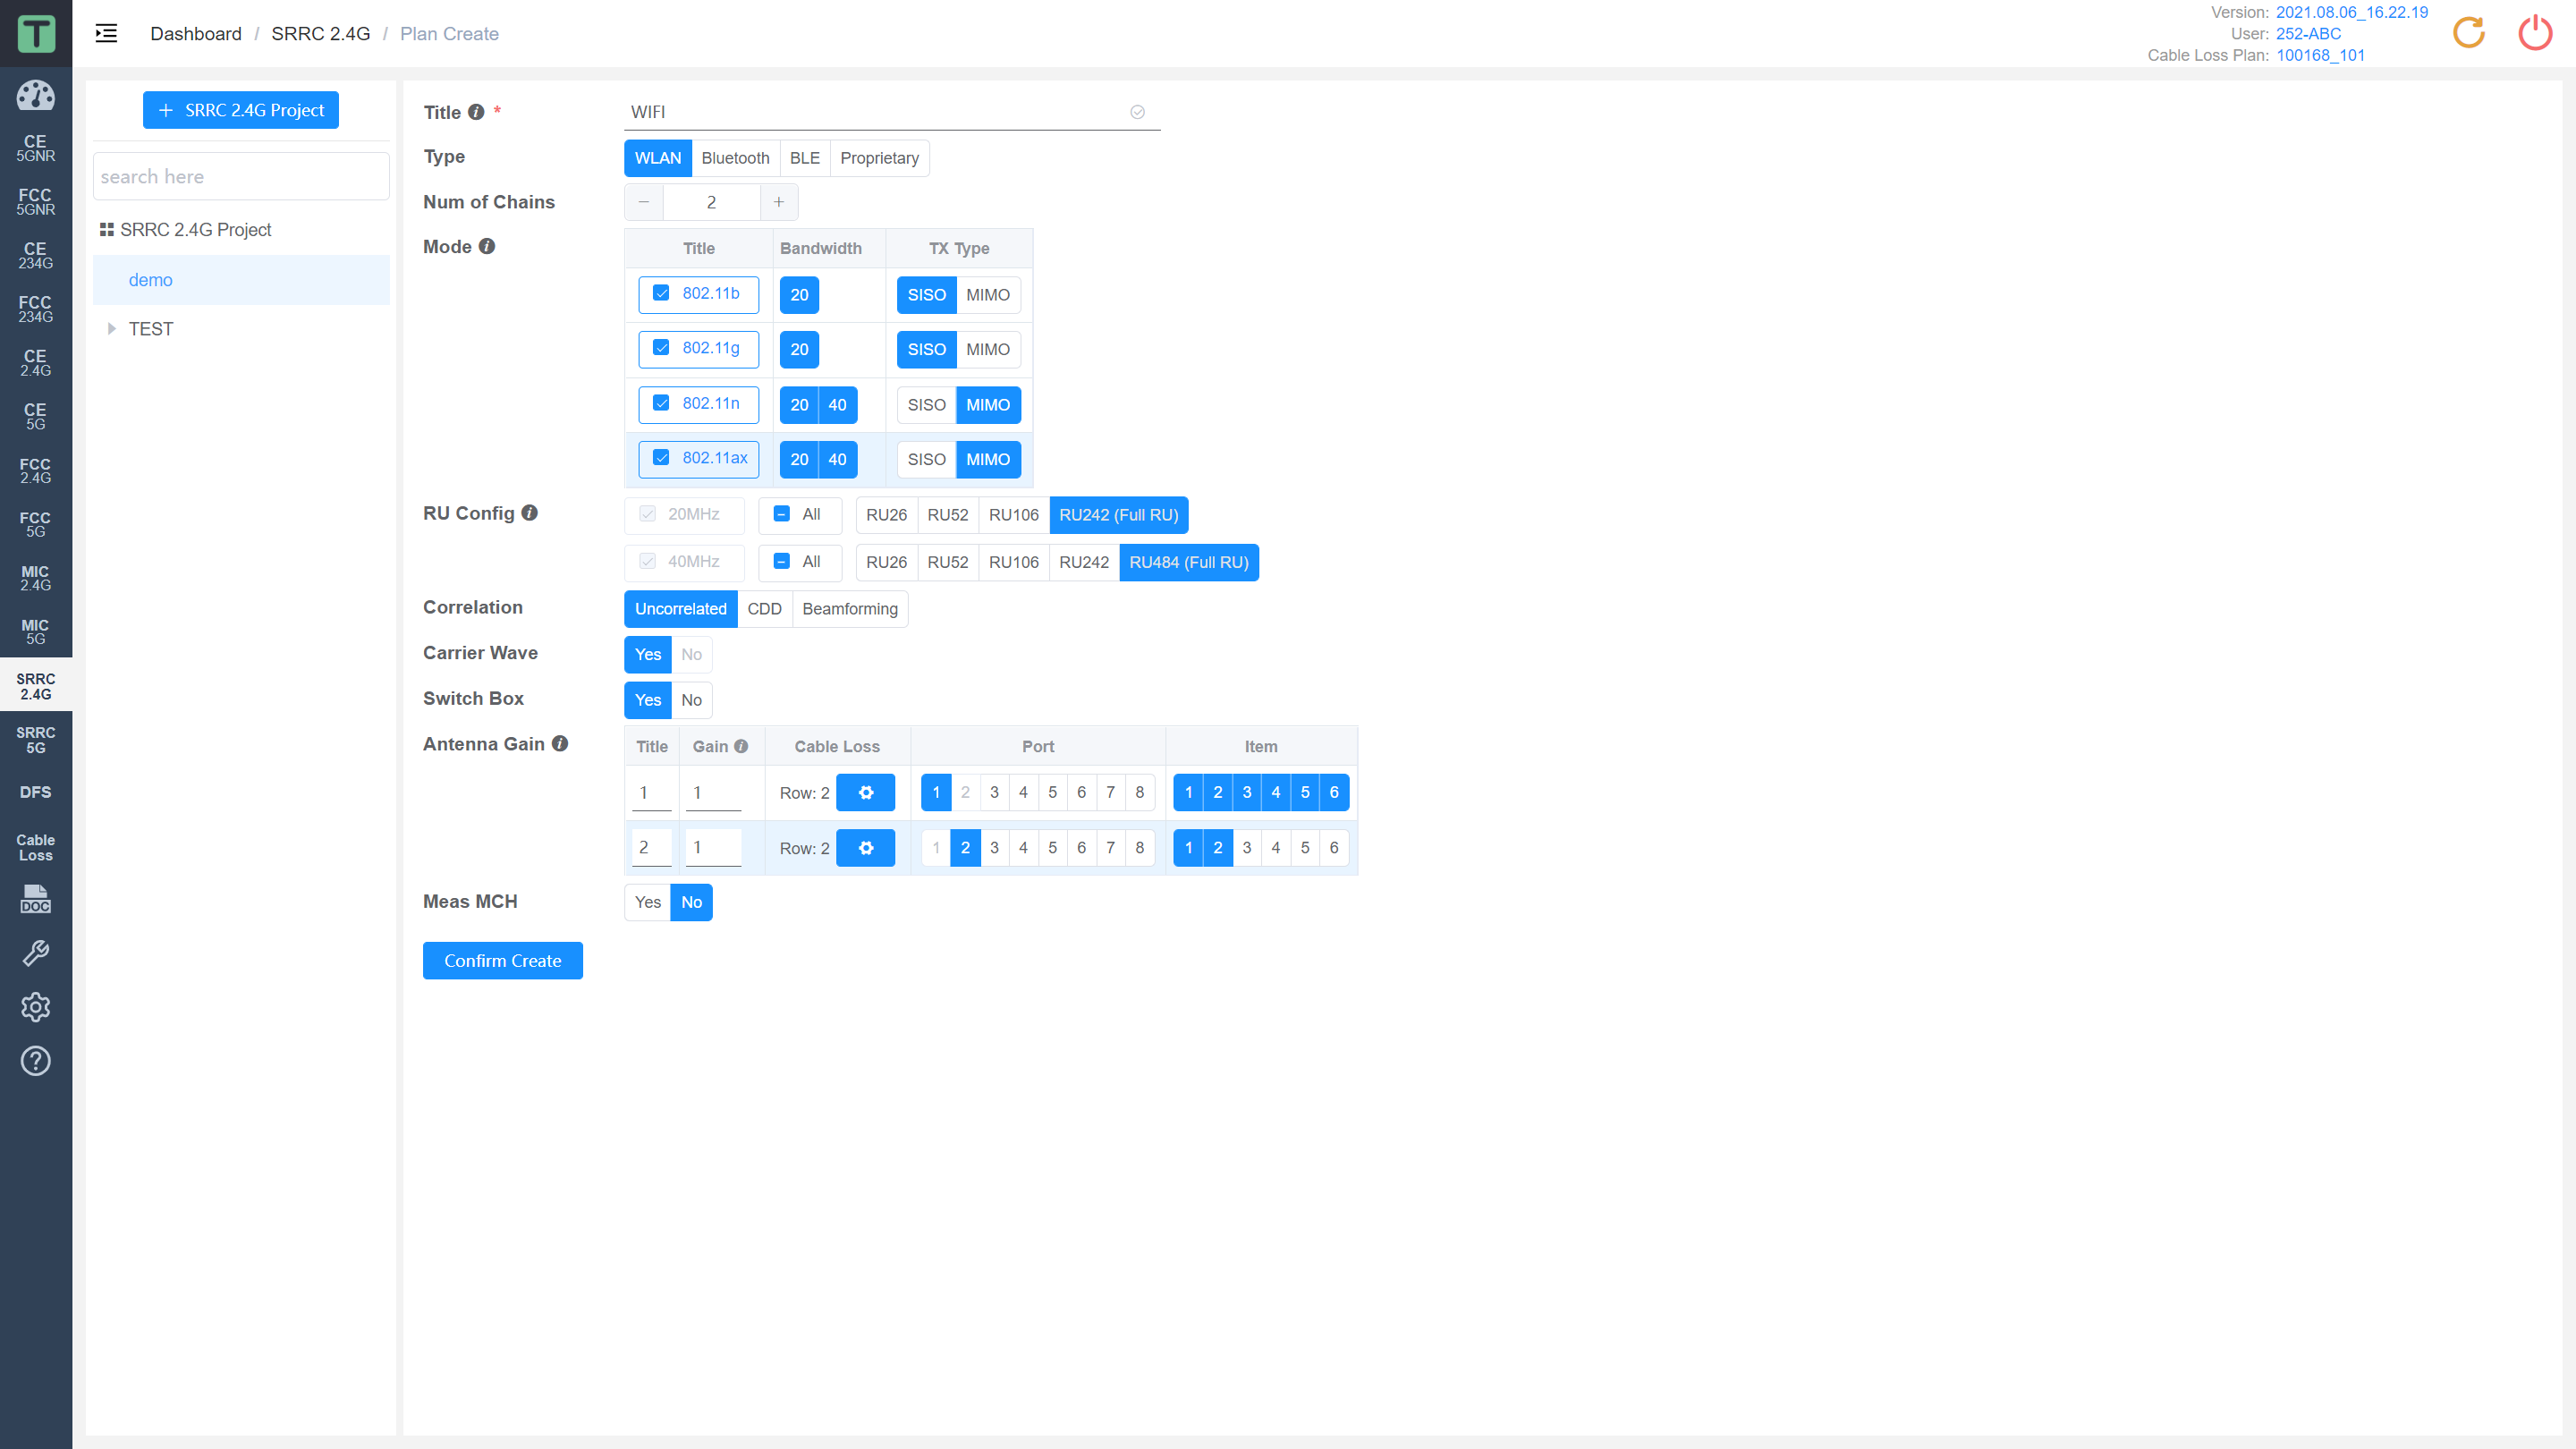 T
Dashboard / SRRC 2.4G / Plan Create
Version: 2021.08.06_16.22.19
User: 252-ABC
Cable Loss Plan: 100168_101
CE
5GNR
FCC
5GNR
CE
234G
FCC
234G
CE
2.4G
CE
5G
FCC
2.4G
FCC
5G
MIC
2.4G
MIC
5G
SRRC
2.4G
SRRC
5G
DFS
Cable
Loss
DOC
+ SRRC 2.4G Project
search here
SRRC 2.4G Project
demo
TEST
Title * WIFI
Type WLAN Bluetooth BLE Proprietary
Num of Chains − 2 +
Mode Title Bandwidth TX Type
802.11b 20 SISO MIMO
802.11g 20 SISO MIMO
802.11n 20 40 SISO MIMO
802.11ax 20 40 SISO MIMO
RU Config 20MHz All RU26 RU52 RU106 RU242 (Full RU)
40MHz All RU26 RU52 RU106 RU242 RU484 (Full RU)
Correlation Uncorrelated CDD Beamforming
Carrier Wave Yes No
Switch Box Yes No
Antenna Gain Title Gain Cable Loss Port Item
1 1 Row: 2 1 2 3 4 5 6 7 8 1 2 3 4 5 6
2 1 Row: 2 1 2 3 4 5 6 7 8 1 2 3 4 5 6
Meas MCH Yes No
Confirm Create